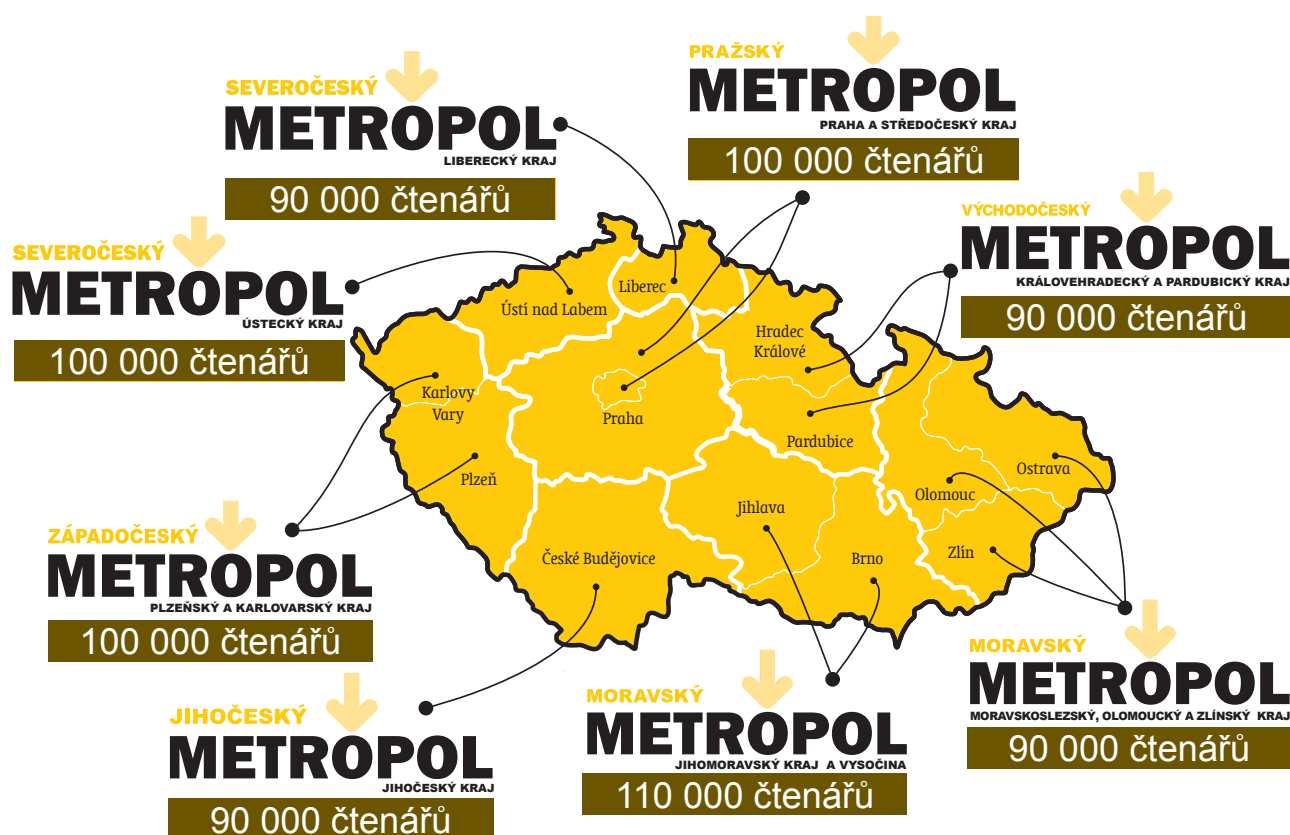 PRAŽSKÝ
METROPOL
PRAHA A STŘEDOČESKÝ KRAJ
100 000 čtenářů
SEVEROČESKÝ
METROPOL
LIBERECKÝ KRAJ
90 000 čtenářů
VÝCHODOČESKÝ
METROPOL
KRÁLOVEHRADECKÝ A PARDUBICKÝ KRAJ
90 000 čtenářů
SEVEROČESKÝ
METROPOL
ÚSTECKÝ KRAJ
100 000 čtenářů
Liberec
Ústí nad Labem
Hradec
Králové
Karlovy
Vary
Praha
Pardubice
Plzeň
Ostrava
Olomouc
Jihlava
České Budějovice
Brno
Zlín
ZÁPADOČESKÝ
METROPOL
PLZEŇSKÝ A KARLOVARSKÝ KRAJ
100 000 čtenářů
MORAVSKÝ
METROPOL
MORAVSKOSLEZSKÝ, OLOMOUCKÝ A ZLÍNSKÝ KRAJ
90 000 čtenářů
JIHOČESKÝ
METROPOL
JIHOČESKÝ KRAJ
90 000 čtenářů
MORAVSKÝ
METROPOL
JIHOMORAVSKÝ KRAJ A VYSOČINA
110 000 čtenářů